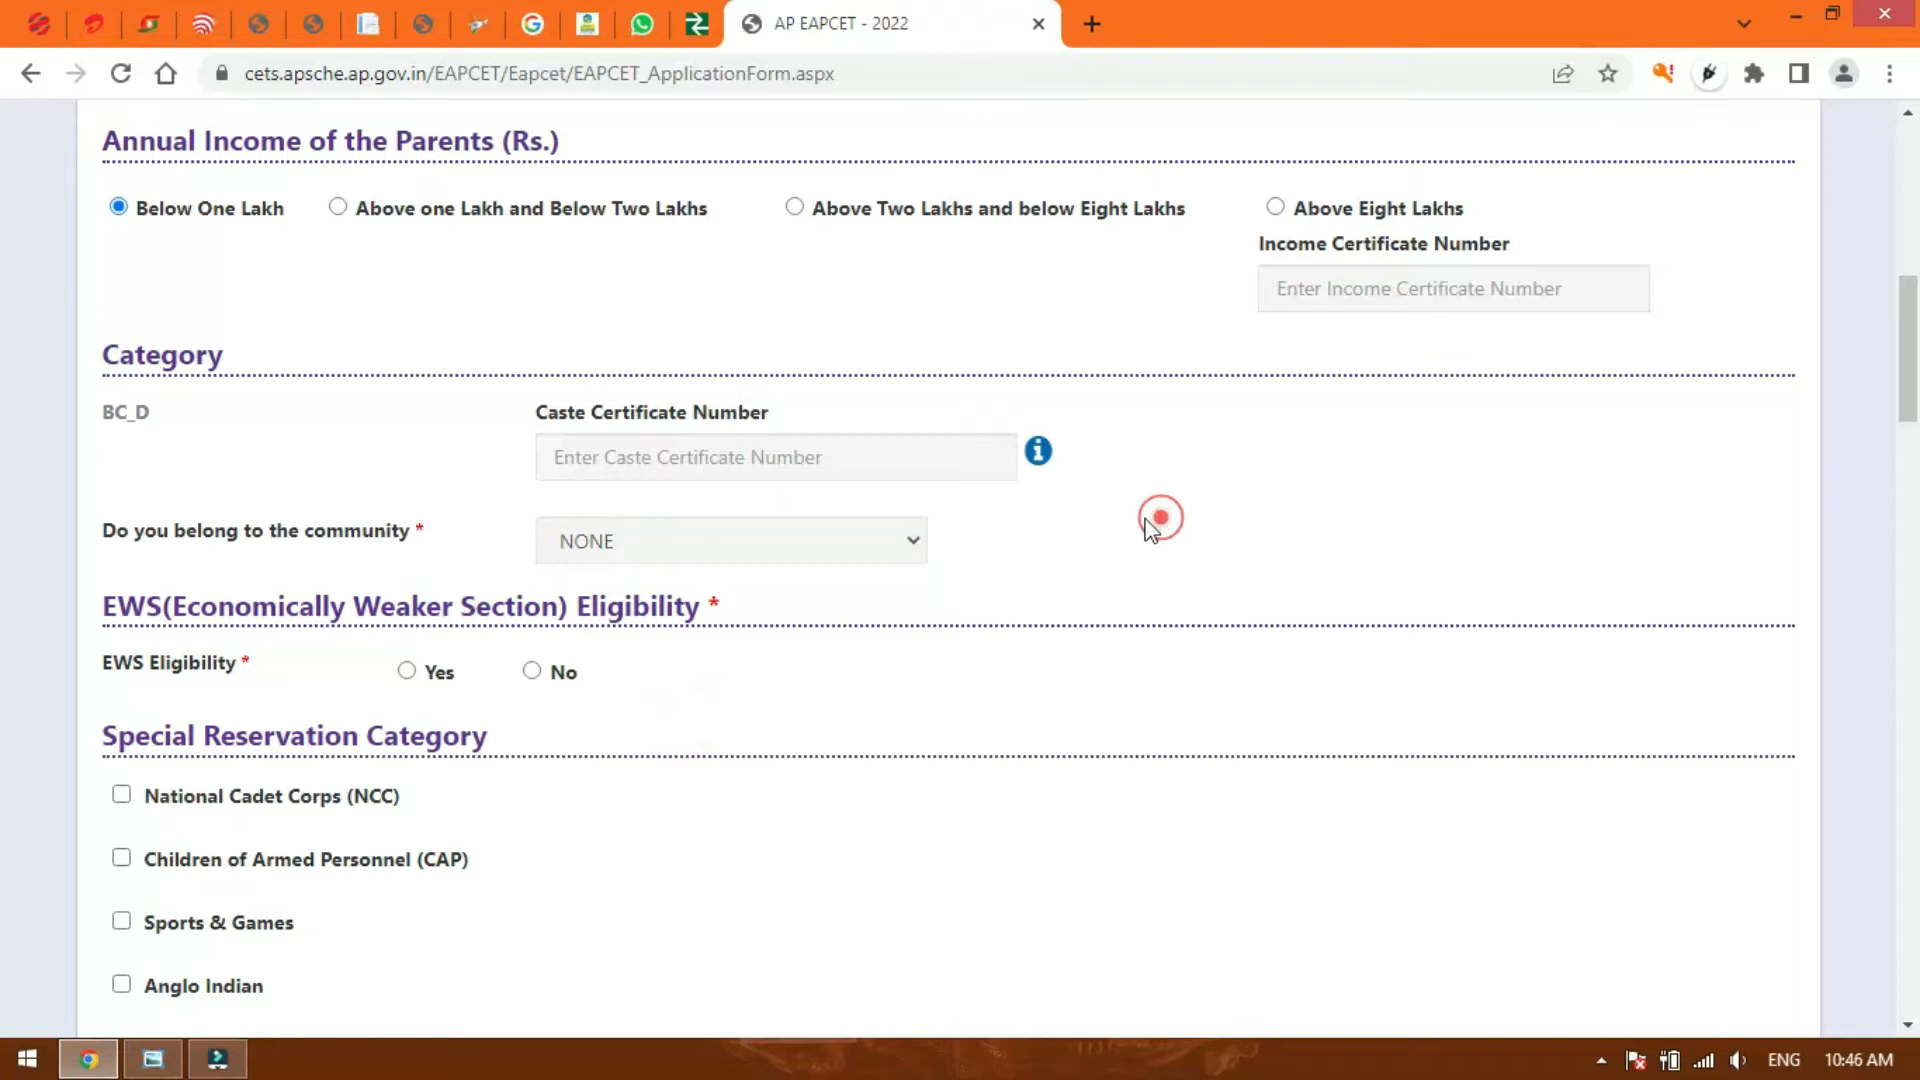 AP EAPCET - 2022
cets.apsche.ap.gov.in/EAPCET/Eapcet/EAPCET_ApplicationForm.aspx
Annual Income of the Parents (Rs.)
Below One Lakh Above one Lakh and Below Two Lakhs Above Two Lakhs and below Eight Lakhs Above Eight Lakhs
Income Certificate Number
Enter Income Certificate Number
Category
BC_D Caste Certificate Number
Enter Caste Certificate Number
Do you belong to the community * NONE
EWS(Economically Weaker Section) Eligibility *
EWS Eligibility * Yes No
Special Reservation Category
National Cadet Corps (NCC)
Children of Armed Personnel (CAP)
Sports & Games
Anglo Indian
ENG 10:46 AM